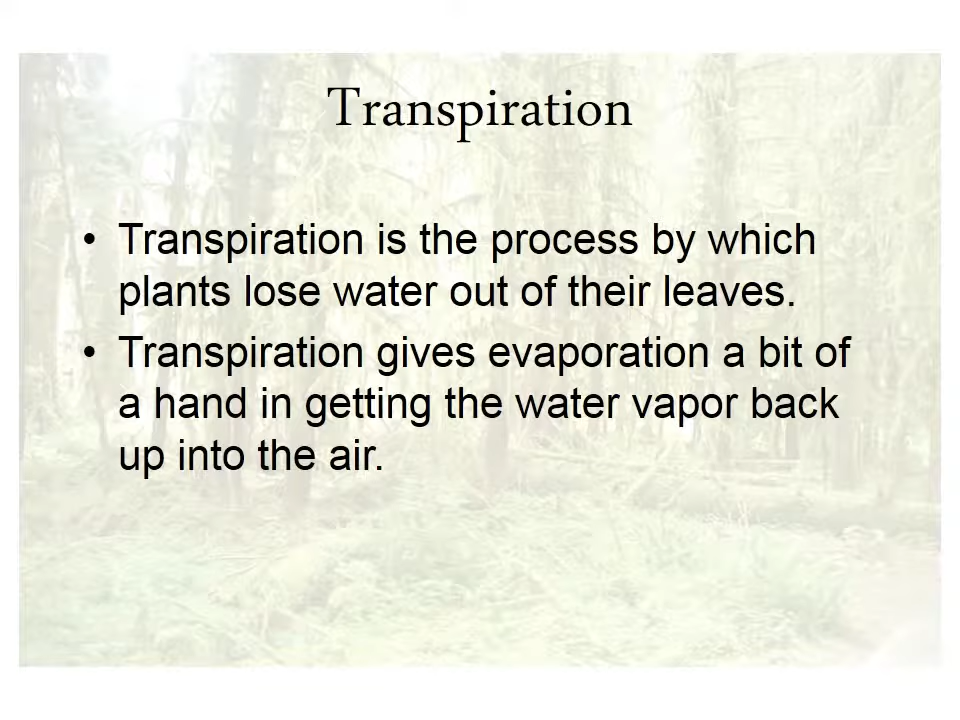 Transpiration
• Transpiration is the process by which
plants lose water out of their leaves.
• Transpiration gives evaporation a bit of
a hand in getting the water vapor back
up into the air.